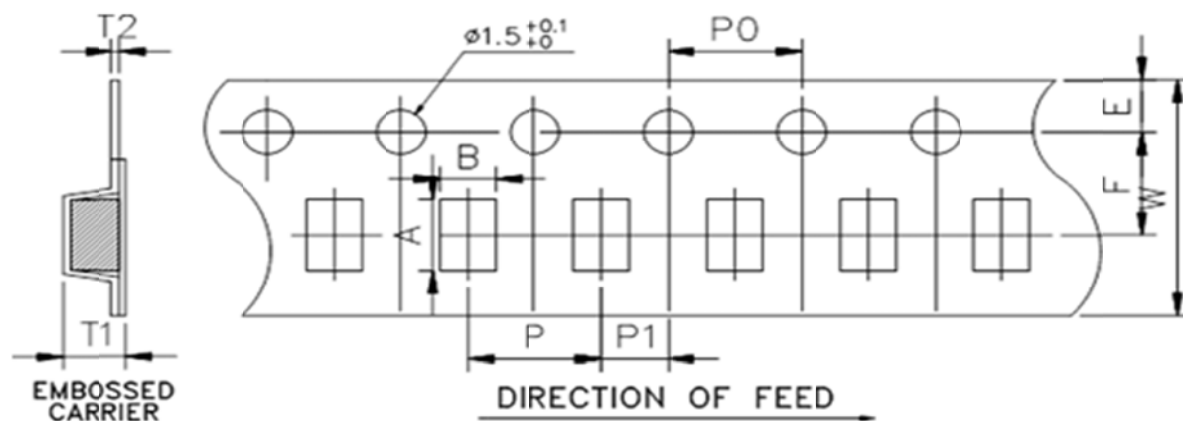 T2
Ø1.5 +0.1 +0
P0
E
B
F
W
A
T1
P
P1
EMBOSSED
CARRIER
DIRECTION OF FEED